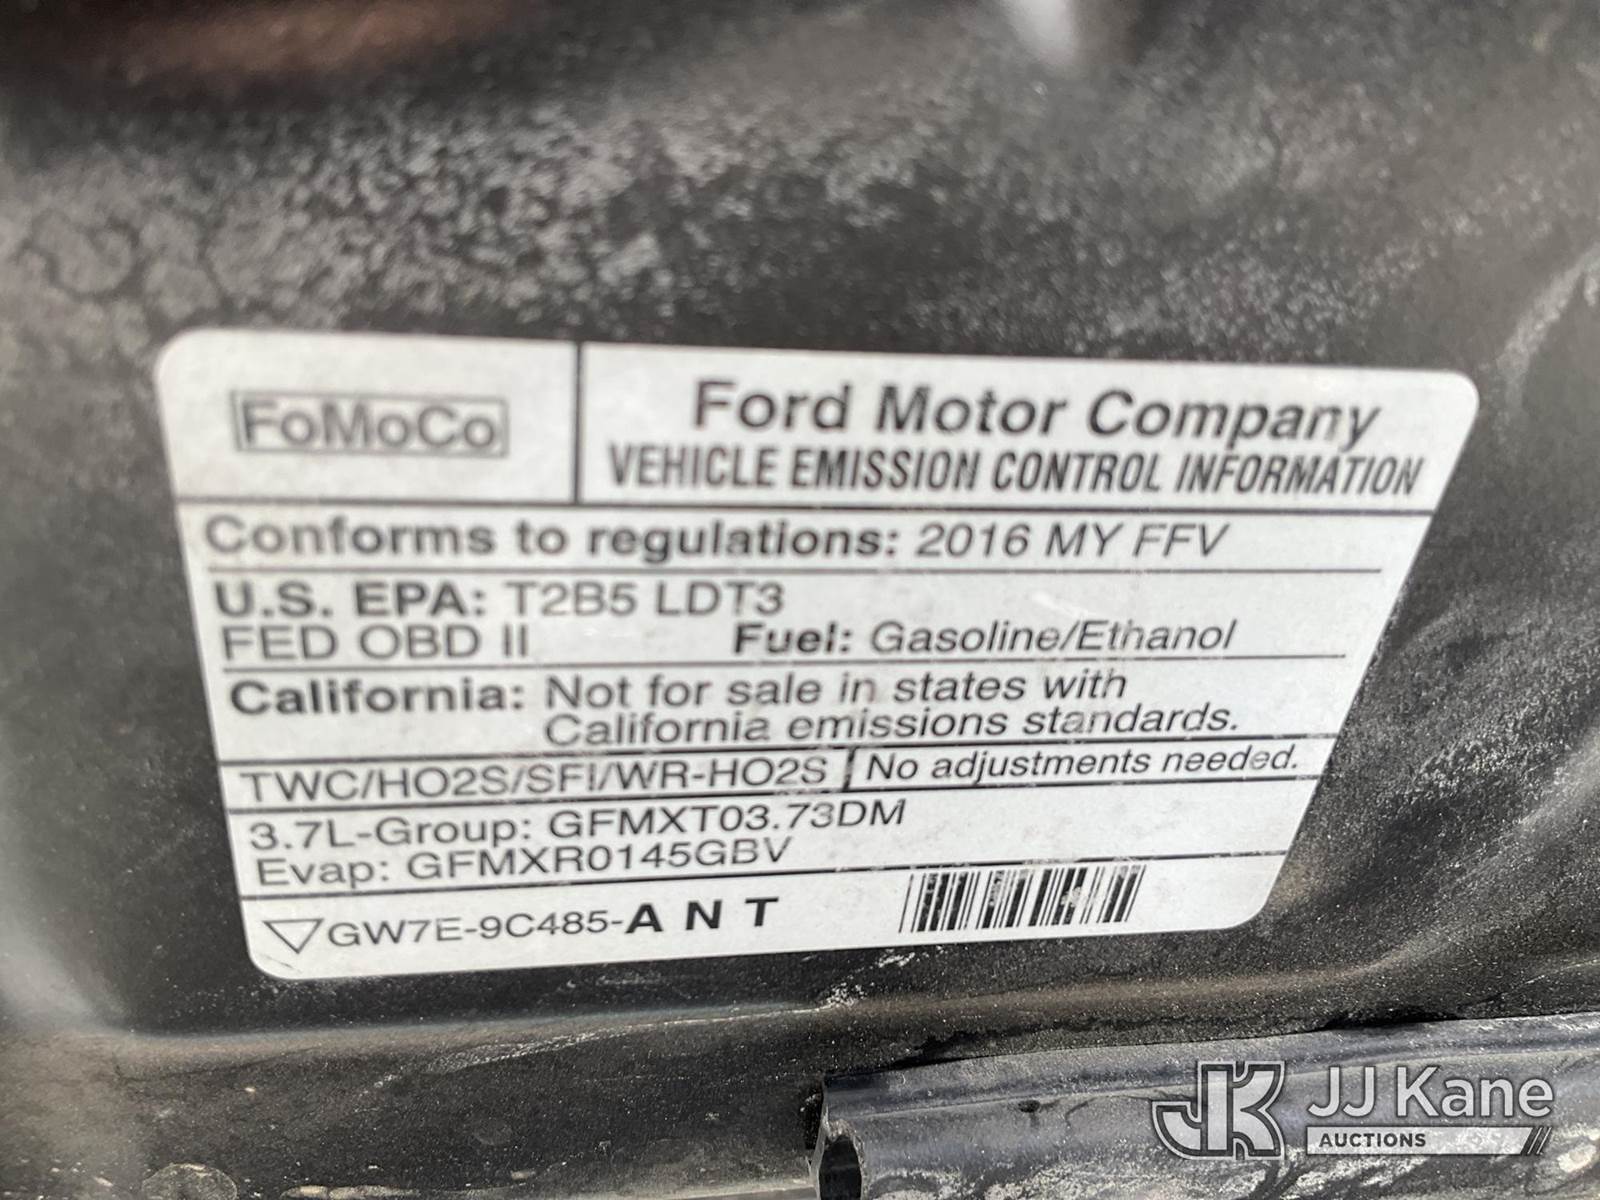 FoMoCo
Ford Motor Company
VEHICLE EMISSION CONTROL INFORMATION
Conforms to regulations: 2016 MY FFV
U.S. EPA: T2B5 LDT3
FED OBD II Fuel: Gasoline/Ethanol
California: Not for sale in states with
California emissions standards.
TWC/HO2S/SFI/WR-HO2S No adjustments needed.
3.7L-Group: GFMXT03.73DM
Evap: GFMXR0145GBV
GW7E-9C485-ANT
JK JJ Kane
AUCTIONS